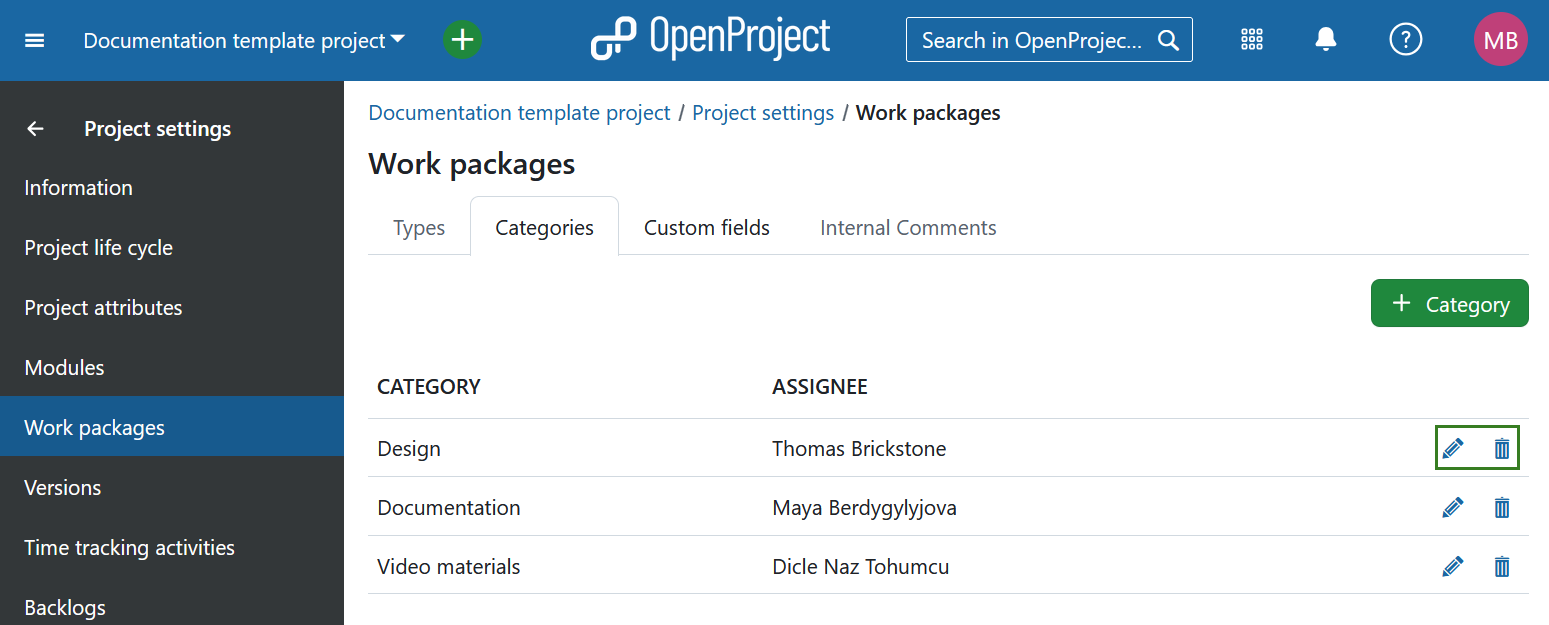 Documentation template project
OpenProject
Search in OpenProjec...
?
MB
Project settings
Information
Project life cycle
Project attributes
Modules
Work packages
Versions
Time tracking activities
Backlogs
Documentation template project / Project settings / Work packages
Work packages
Types Categories Custom fields Internal Comments
+ Category
CATEGORY ASSIGNEE
Design Thomas Brickstone
Documentation Maya Berdygylyjova
Video materials Dicle Naz Tohumcu